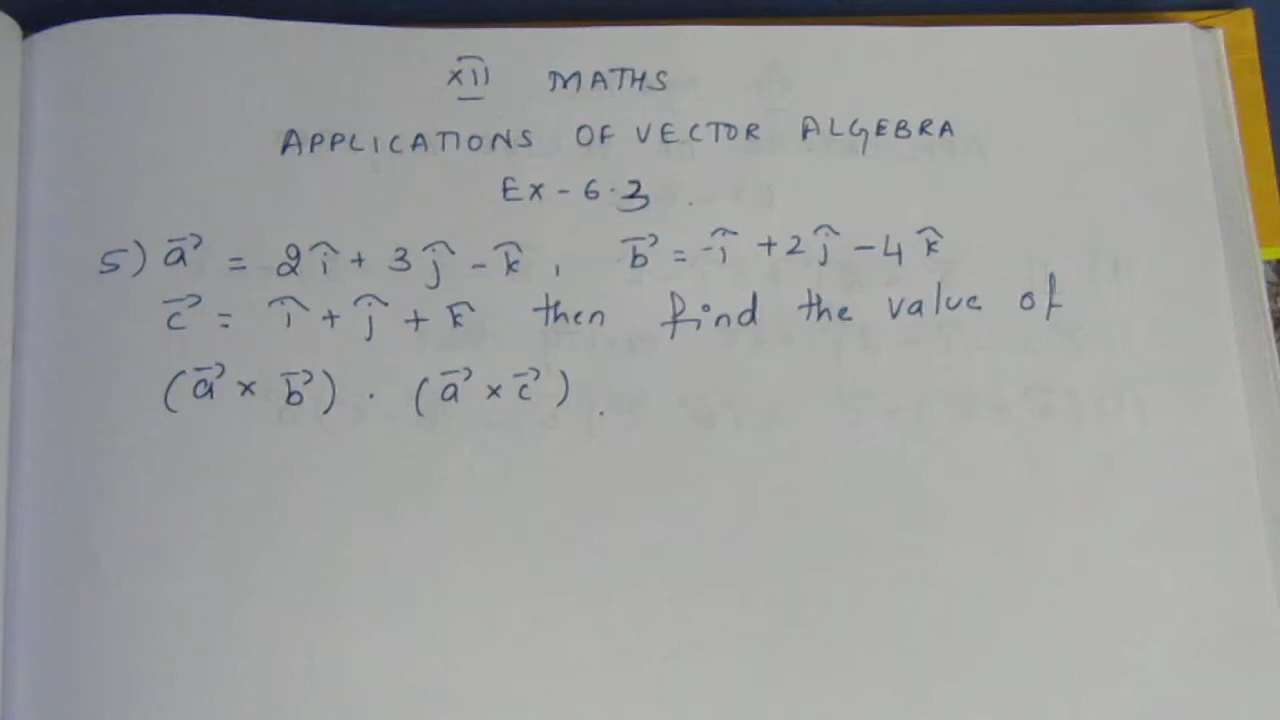 XII MATHS
APPLICATIONS OF VECTOR ALGEBRA
Ex - 6.3.
5) a⃗ = 2î + 3ĵ - k̂, b⃗ = -î + 2ĵ - 4k̂
c⃗ = î + ĵ + k̂ then find the value of
(a⃗ × b⃗) · (a⃗ × c⃗).